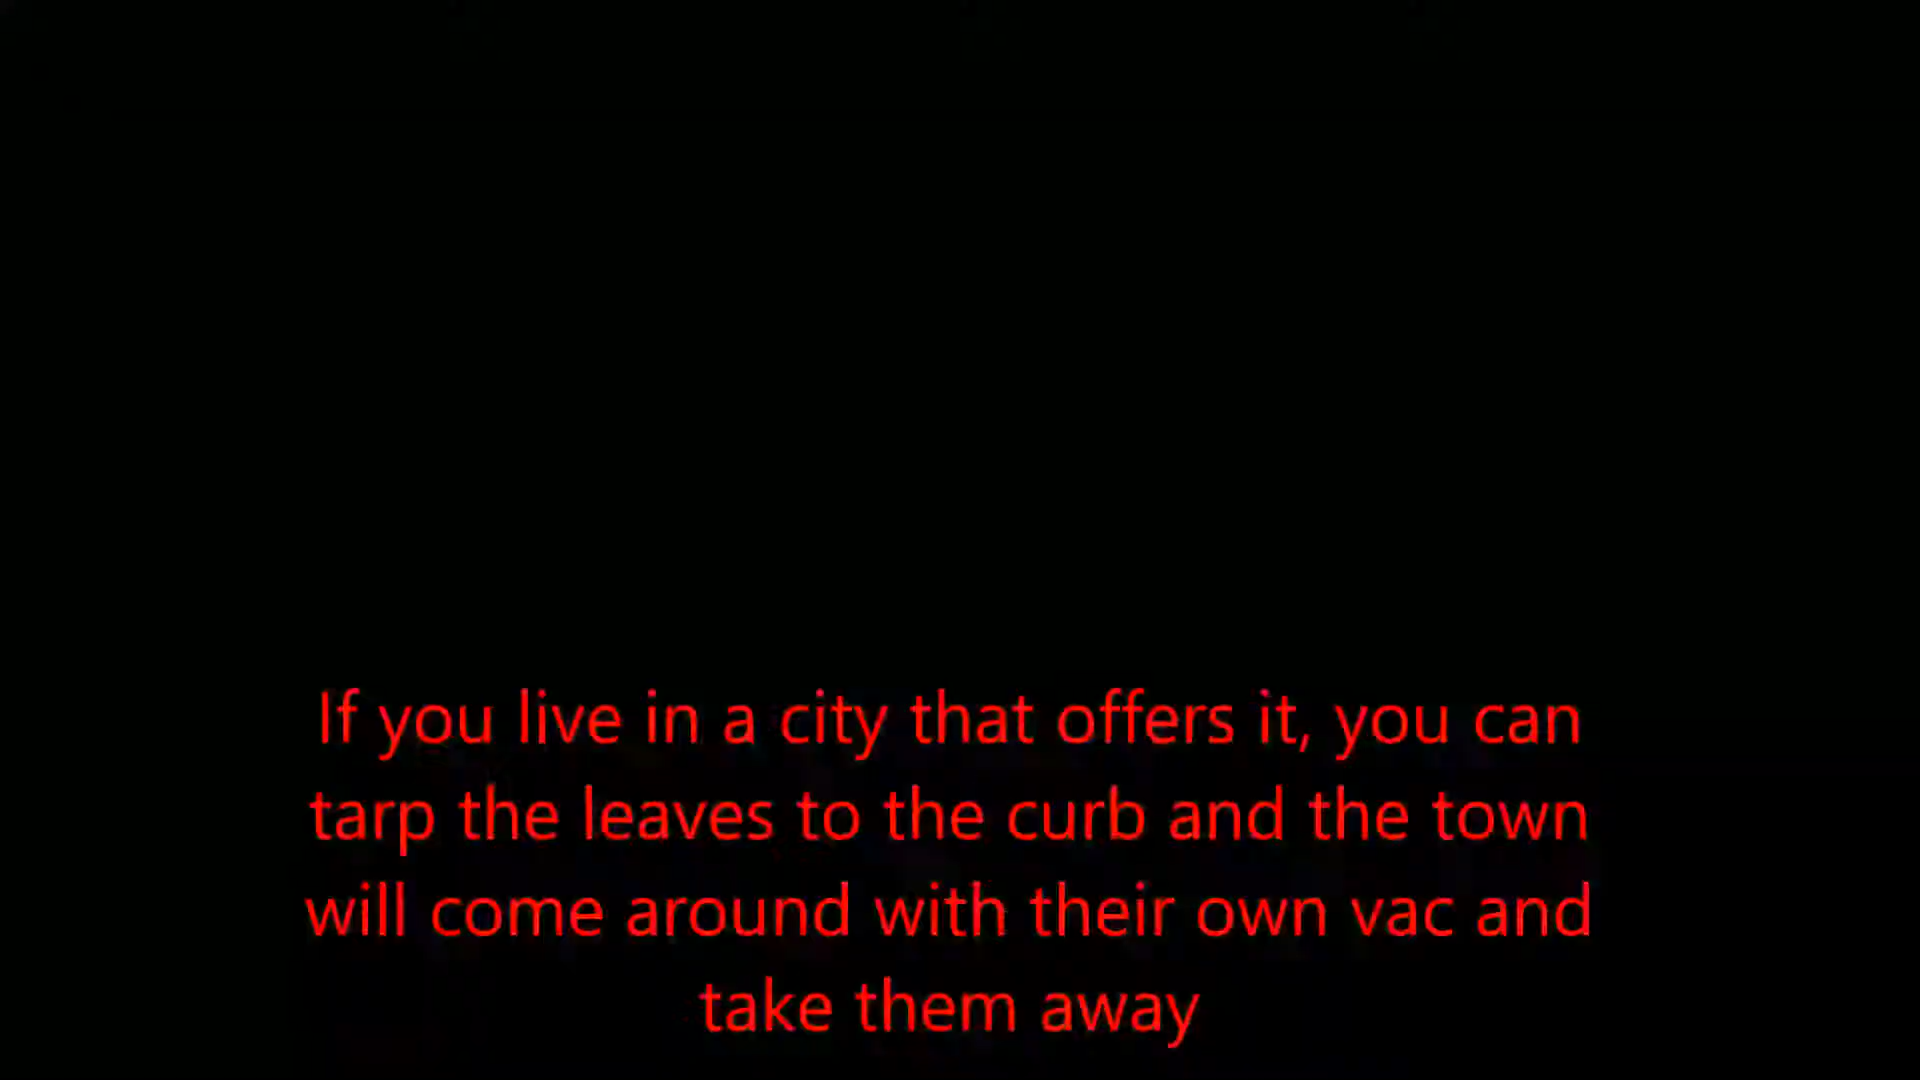 If you live in a city that offers it, you can
tarp the leaves to the curb and the town
will come around with their own vac and
take them away